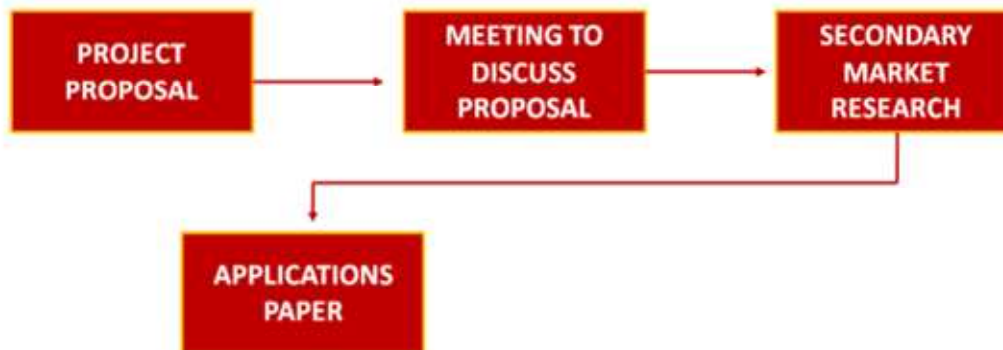 PROJECT
PROPOSAL
MEETING TO
DISCUSS
PROPOSAL
SECONDARY
MARKET
RESEARCH
APPLICATIONS
PAPER